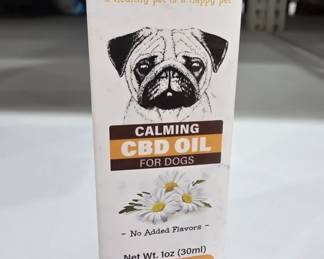 a healthy pet is a happy pet
CALMING
CBD OIL
FOR DOGS
~ No Added Flavors ~
Net Wt. 1oz (30ml)